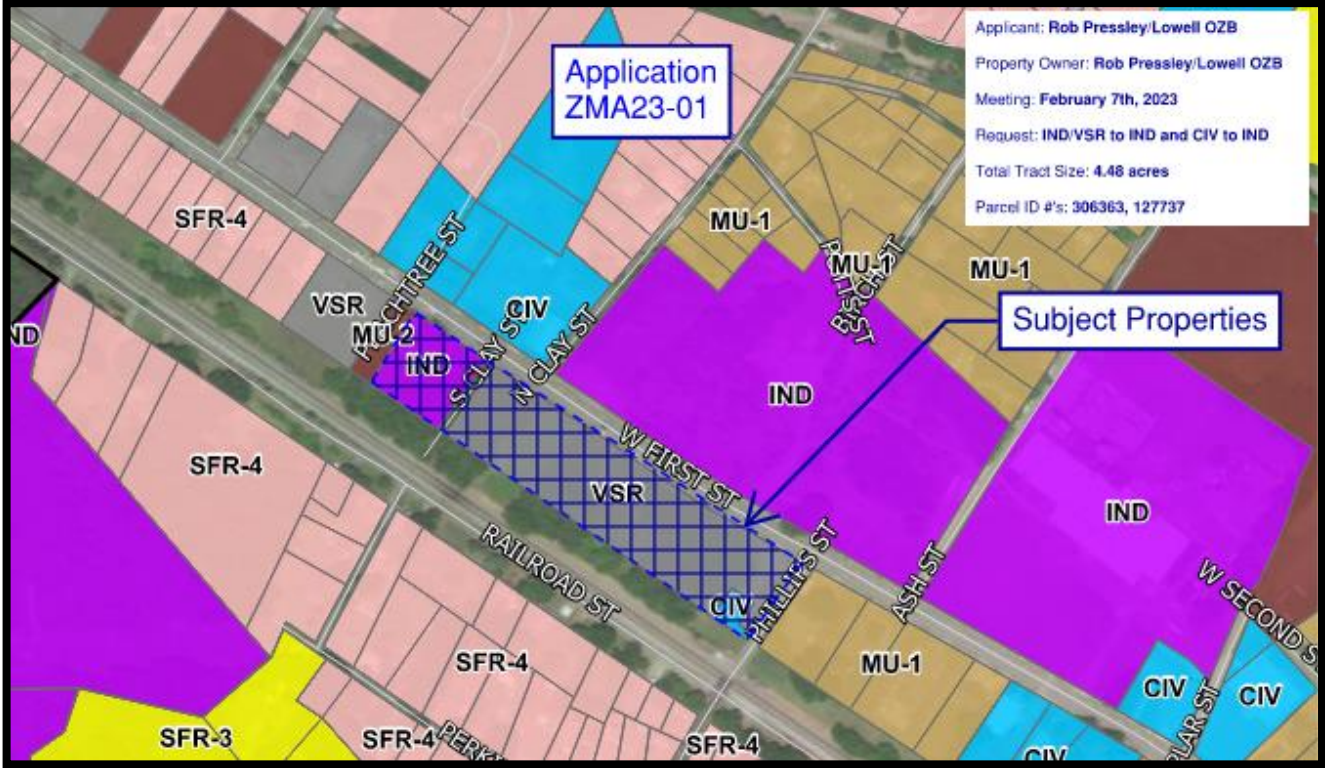 Applicant: Rob Pressley/Lowell OZB
Property Owner: Rob Pressley/Lowell OZB
Meeting: February 7th, 2023
Request: IND/VSR to IND and CIV to IND
Total Tract Size: 4.48 acres
Parcel ID #'s: 306363, 127737
Application
ZMA23-01
SFR-4
MU-1
MU-1
MU-1
BISCH ST
VSR
MU-2
CIV
IND
S CLAY ST
N CLAY ST
Subject Properties
IND
IND
W FIRST ST
VSR
SFR-4
IND
RAILROAD ST
CIV
PHILLIPS ST
ASH ST
W SECOND S
MU-1
SFR-4
CIV
CIV
SFR-3
SFR-4
SFR-4
CIV